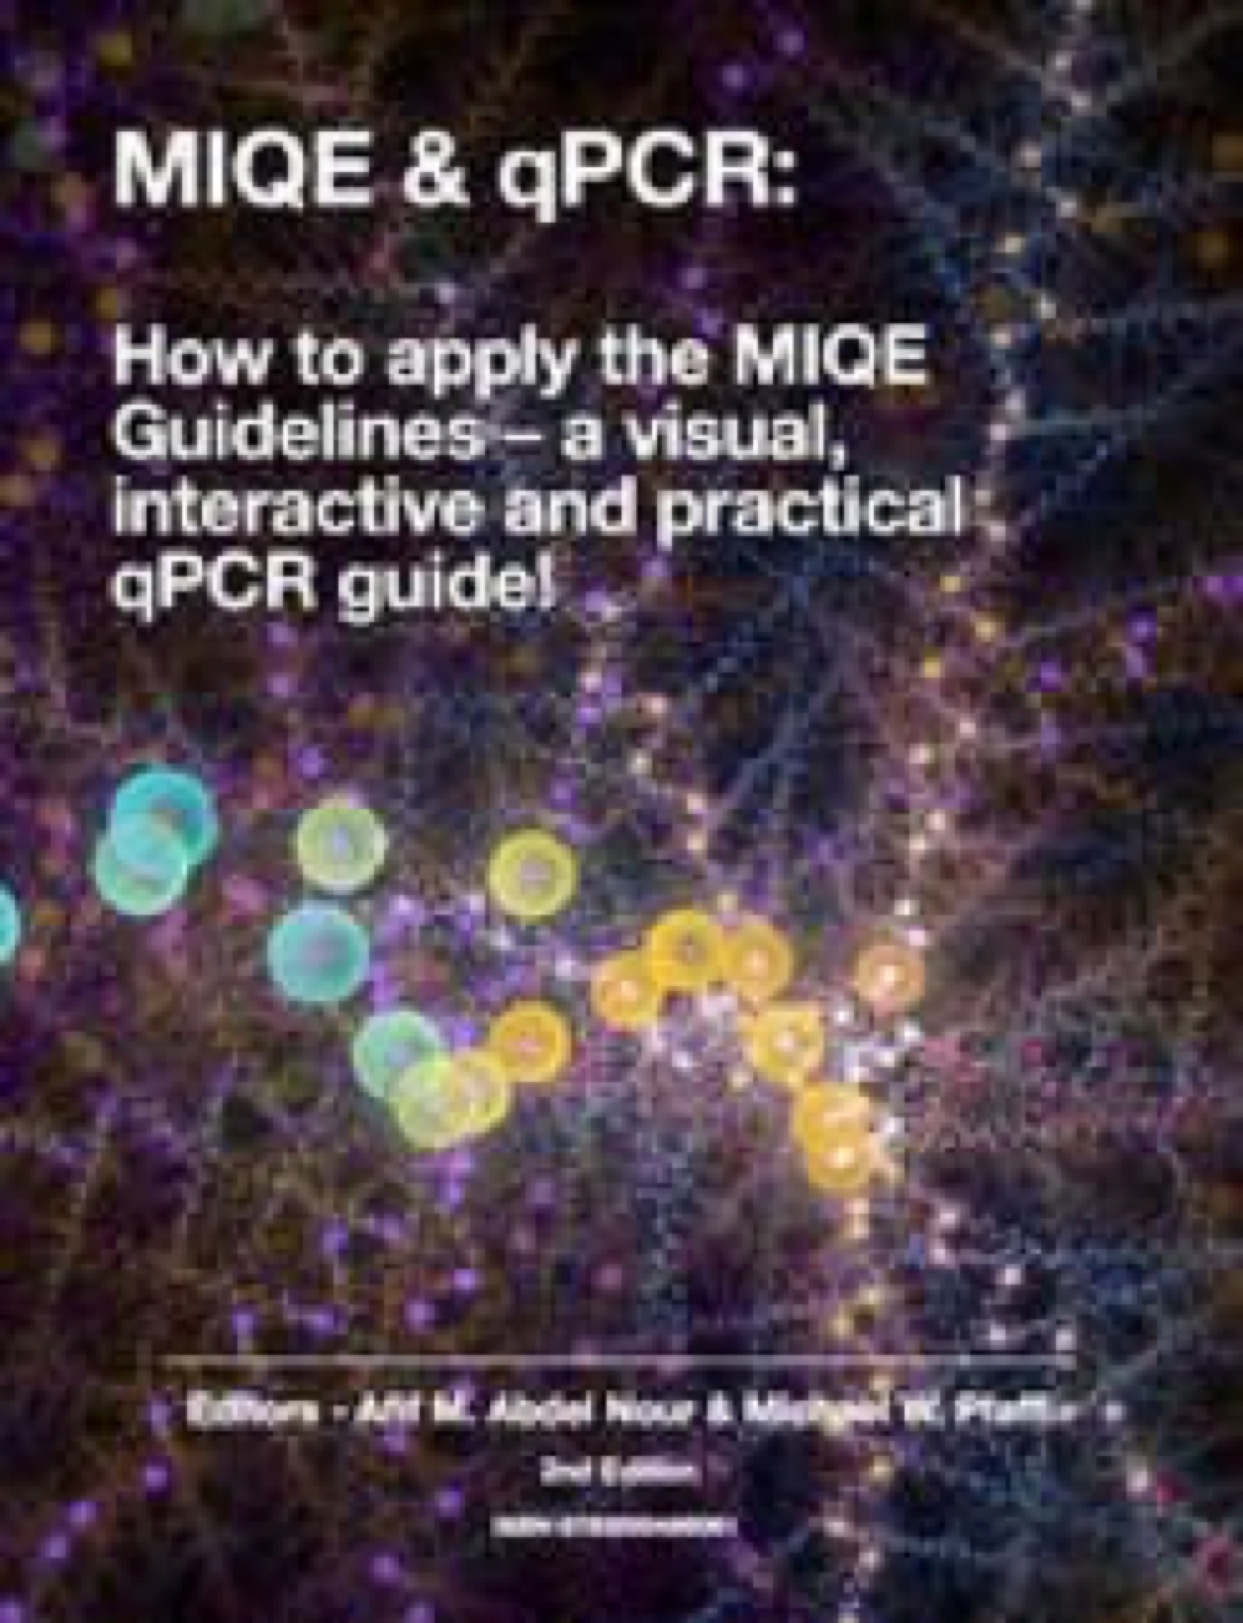 MIQE & qPCR:
How to apply the MIQE
Guidelines – a visual,
interactive and practical
qPCR guide!
Editors - Afif M. Abdel Nour & Michael W. Pfaffl
2nd Edition